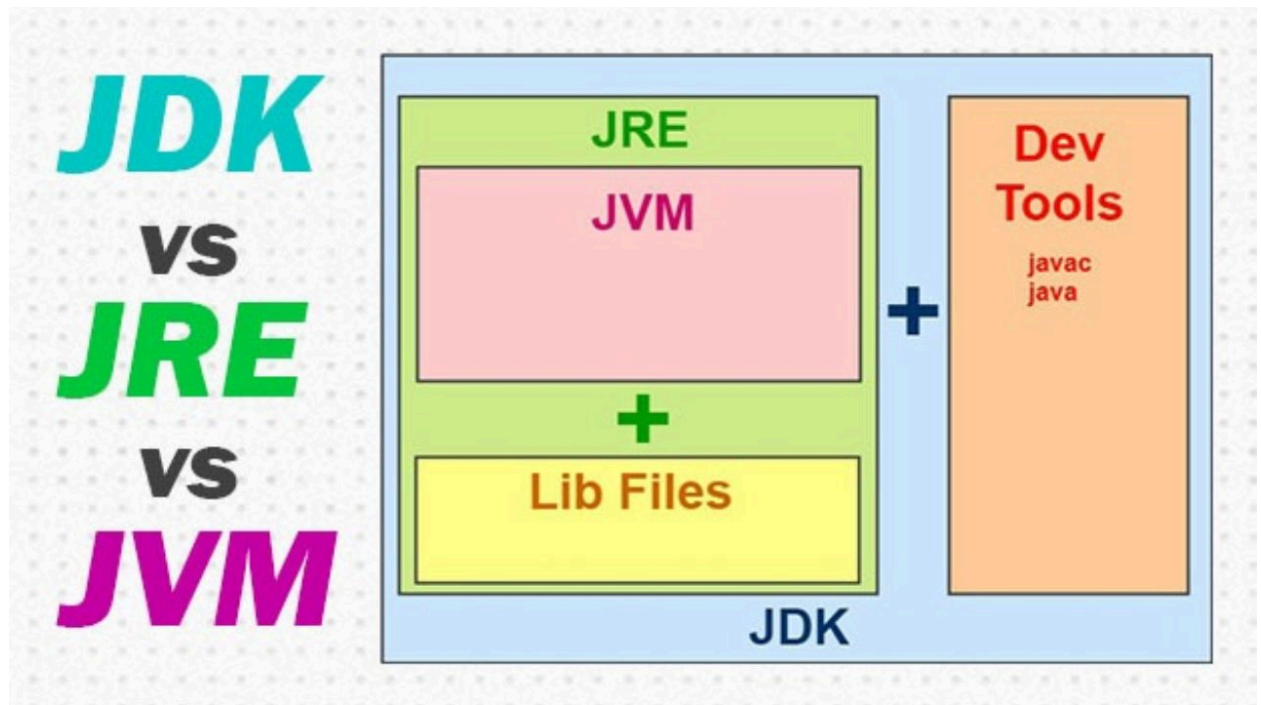 JDK
vs
JRE
vs
JVM
JRE
JVM
+
Lib Files
+
Dev
Tools
javac
java
JDK